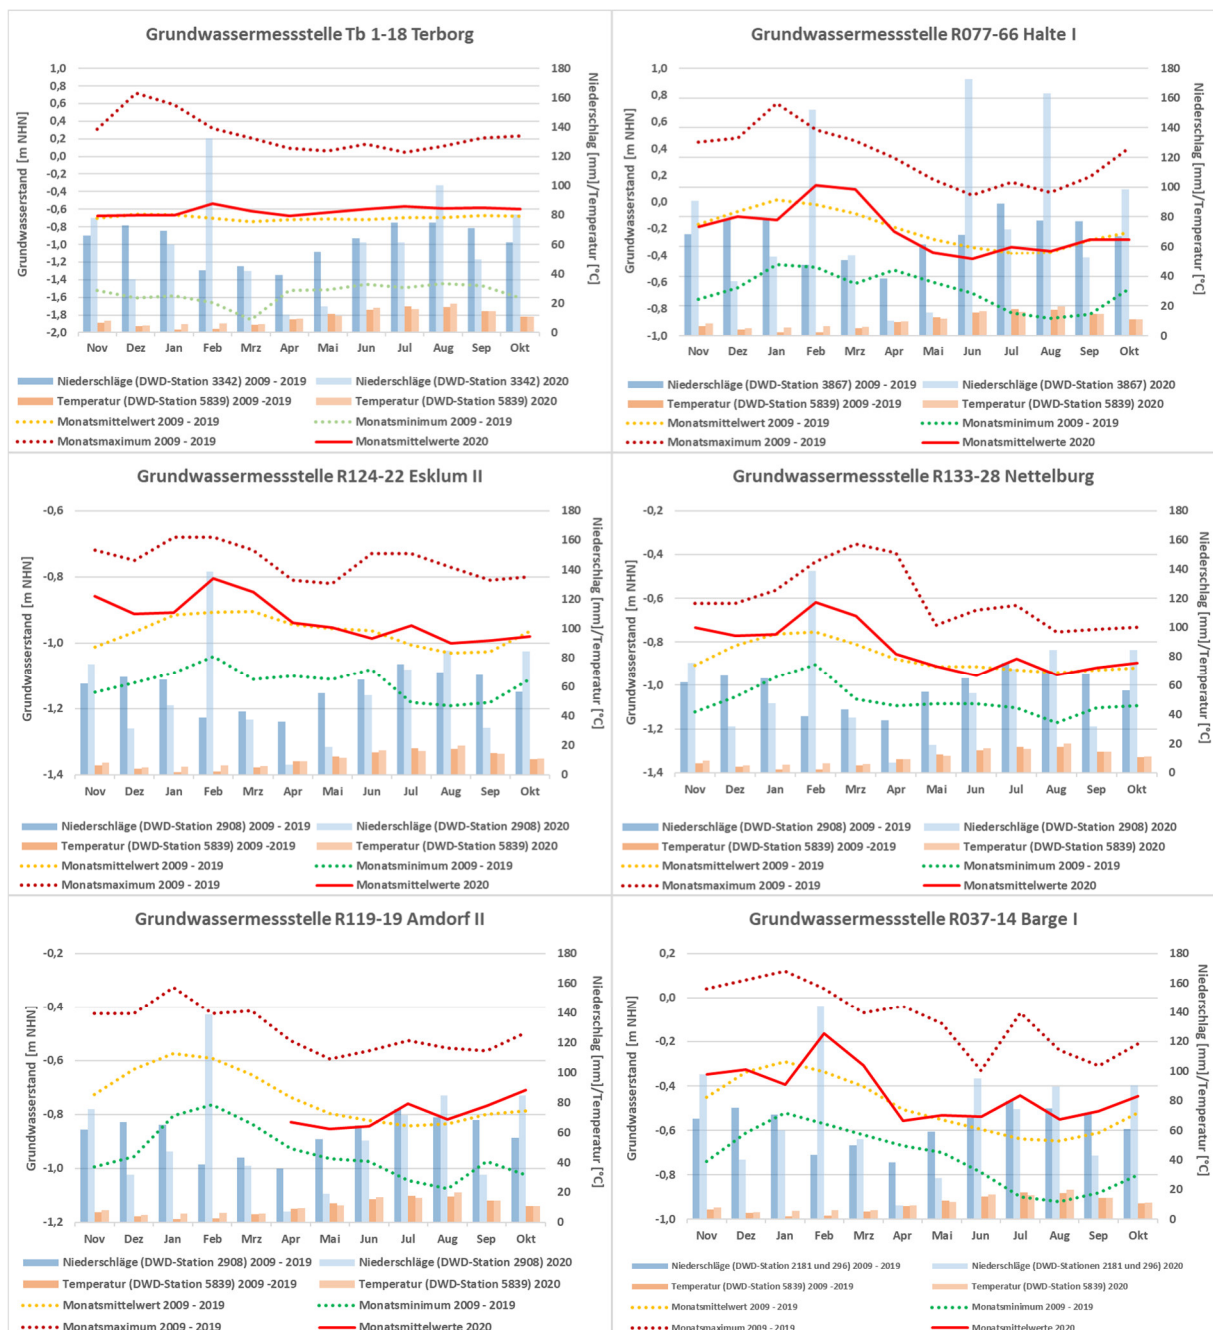 Grundwassermessstelle Tb 1-18 Terborg
Grundwasserstand [m NHN]
1,0
0,8
0,6
0,4
0,2
0,0
-0,2
-0,4
-0,6
-0,8
-1,0
-1,2
-1,4
-1,6
-1,8
-2,0
180
160
140
120
100
80
60
40
20
0
Niederschlag [mm]/Temperatur [°C]
Nov Dez Jan Feb Mrz Apr Mai Jun Jul Aug Sep Okt
Niederschläge (DWD-Station 3342) 2009 - 2019 Niederschläge (DWD-Station 3342) 2020
Temperatur (DWD-Station 5839) 2009 -2019 Temperatur (DWD-Station 5839) 2020
Monatsmittelwert 2009 - 2019 Monatsminimum 2009 - 2019
Monatsmaximum 2009 - 2019 Monatsmittelwerte 2020
Grundwassermessstelle R077-66 Halte I
Grundwasserstand [m NHN]
1,0
0,8
0,6
0,4
0,2
0,0
-0,2
-0,4
-0,6
-0,8
-1,0
180
160
140
120
100
80
60
40
20
0
Niederschlag [mm]/Temperatur [°C]
Nov Dez Jan Feb Mrz Apr Mai Jun Jul Aug Sep Okt
Niederschläge (DWD-Station 3867) 2009 - 2019 Niederschläge (DWD-Station 3867) 2020
Temperatur (DWD-Station 5839) 2009 -2019 Temperatur (DWD-Station 5839) 2020
Monatsmittelwert 2009 - 2019 Monatsminimum 2009 - 2019
Monatsmaximum 2009 - 2019 Monatsmittelwerte 2020
Grundwassermessstelle R124-22 Esklum II
Grundwasserstand [m NHN]
-0,6
-0,8
-1,0
-1,2
-1,4
180
160
140
120
100
80
60
40
20
0
Niederschlag [mm]/Temperatur [°C]
Nov Dez Jan Feb Mrz Apr Mai Jun Jul Aug Sep Okt
Niederschläge (DWD-Station 2908) 2009 - 2019 Niederschläge (DWD-Station 2908) 2020
Temperatur (DWD-Station 5839) 2009 -2019 Temperatur (DWD-Station 5839) 2020
Monatsmittelwert 2009 - 2019 Monatsminimum 2009 - 2019
Monatsmaximum 2009 - 2019 Monatsmittelwerte 2020
Grundwassermessstelle R133-28 Nettelburg
Grundwasserstand [m NHN]
-0,2
-0,4
-0,6
-0,8
-1,0
-1,2
-1,4
180
160
140
120
100
80
60
40
20
0
Niederschlag [mm]/Temperatur [°C]
Nov Dez Jan Feb Mrz Apr Mai Jun Jul Aug Sep Okt
Niederschläge (DWD-Station 2908) 2009 - 2019 Niederschläge (DWD-Station 2908) 2020
Temperatur (DWD-Station 5839) 2009 -2019 Temperatur (DWD-Station 5839) 2020
Monatsmittelwert 2009 - 2019 Monatsminimum 2009 - 2019
Monatsmaximum 2009 - 2019 Monatsmittelwerte 2020
Grundwassermessstelle R119-19 Amdorf II
Grundwasserstand [m NHN]
-0,2
-0,4
-0,6
-0,8
-1,0
-1,2
180
160
140
120
100
80
60
40
20
0
Niederschlag [mm]/Temperatur [°C]
Nov Dez Jan Feb Mrz Apr Mai Jun Jul Aug Sep Okt
Niederschläge (DWD-Station 2908) 2009 - 2019 Niederschläge (DWD-Station 2908) 2020
Temperatur (DWD-Station 5839) 2009 -2019 Temperatur (DWD-Station 5839) 2020
Monatsmittelwert 2009 - 2019 Monatsminimum 2009 - 2019
Monatsmaximum 2009 - 2019 Monatsmittelwerte 2020
Grundwassermessstelle R037-14 Barge I
Grundwasserstand [m NHN]
0,2
0,0
-0,2
-0,4
-0,6
-0,8
-1,0
180
160
140
120
100
80
60
40
20
0
Niederschlag [mm]/Temperatur [°C]
Nov Dez Jan Feb Mrz Apr Mai Jun Jul Aug Sep Okt
Niederschläge (DWD-Station 2181 und 296) 2009 - 2019 Niederschläge (DWD-Stationen 2181 und 296) 2020
Temperatur (DWD-Station 5839) 2009 -2019 Temperatur (DWD-Station 5839) 2020
Monatsmittelwert 2009 - 2019 Monatsminimum 2009 - 2019
Monatsmaximum 2009 - 2019 Monatsmittelwerte 2020